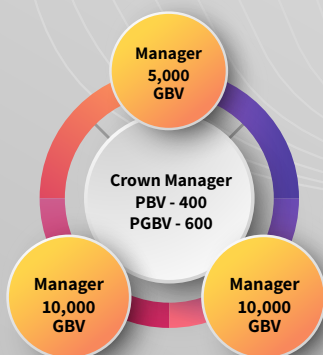 Manager
5,000
GBV
Crown Manager
PBV - 400
PGBV - 600
Manager
10,000
GBV
Manager
10,000
GBV